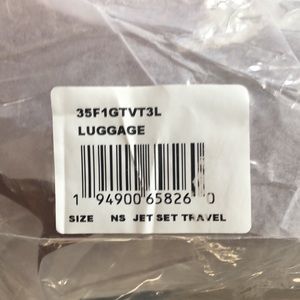 35F1GTVT3L
LUGGAGE
1 94900 65826 0
SIZE NS JET SET TRAVEL